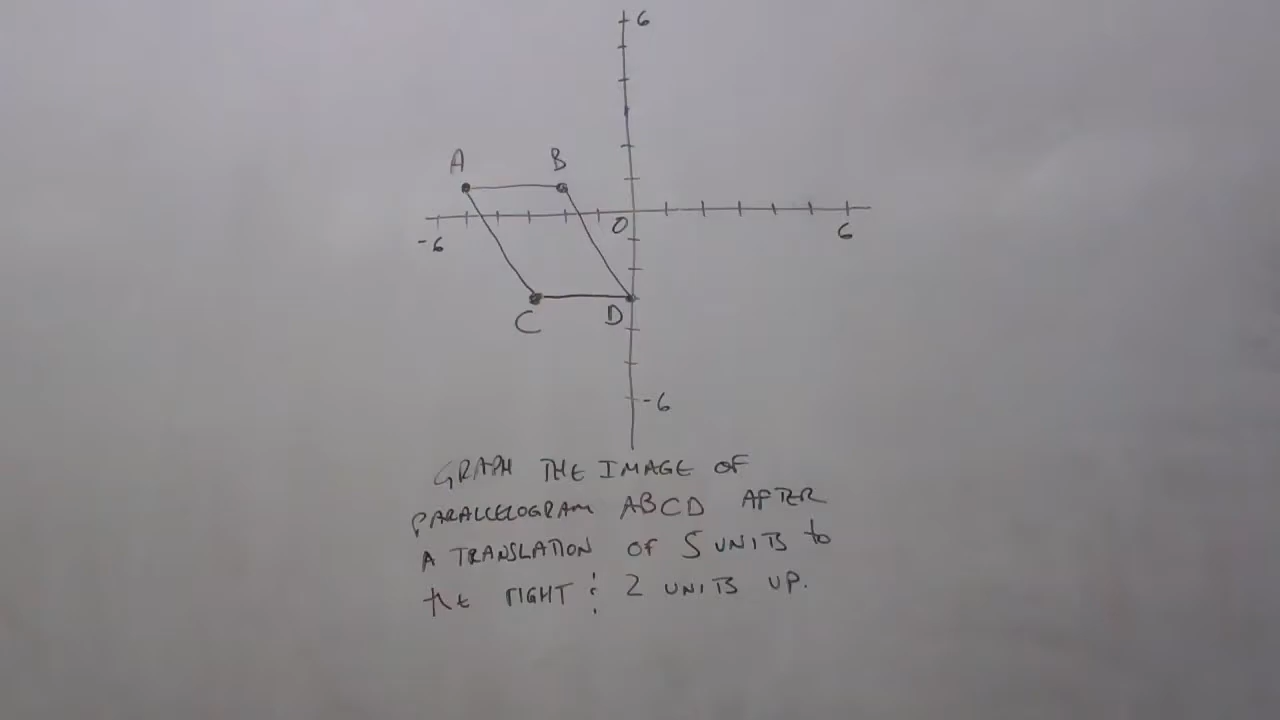 6
A B
-6 O 6
C D
-6
GRAPH THE IMAGE OF
PARALLELOGRAM ABCD AFTER
A TRANSLATION OF 5 UNITS to
the RIGHT & 2 UNITS UP.